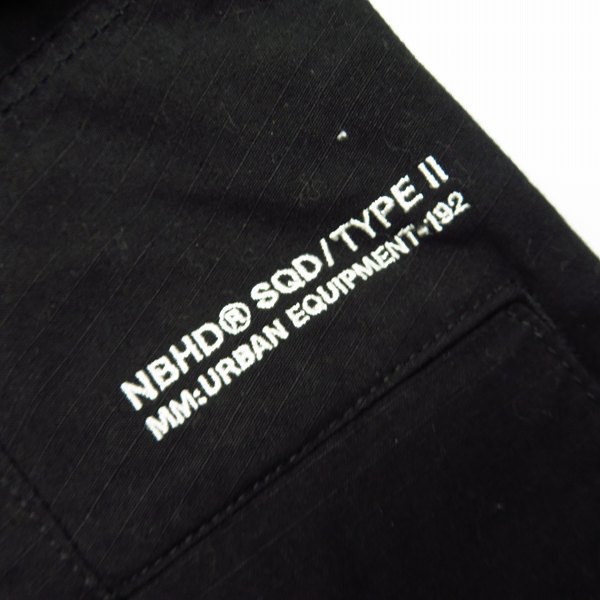 NBHD® SQD/TYPE II
MM:URBAN EQUIPMENT-192